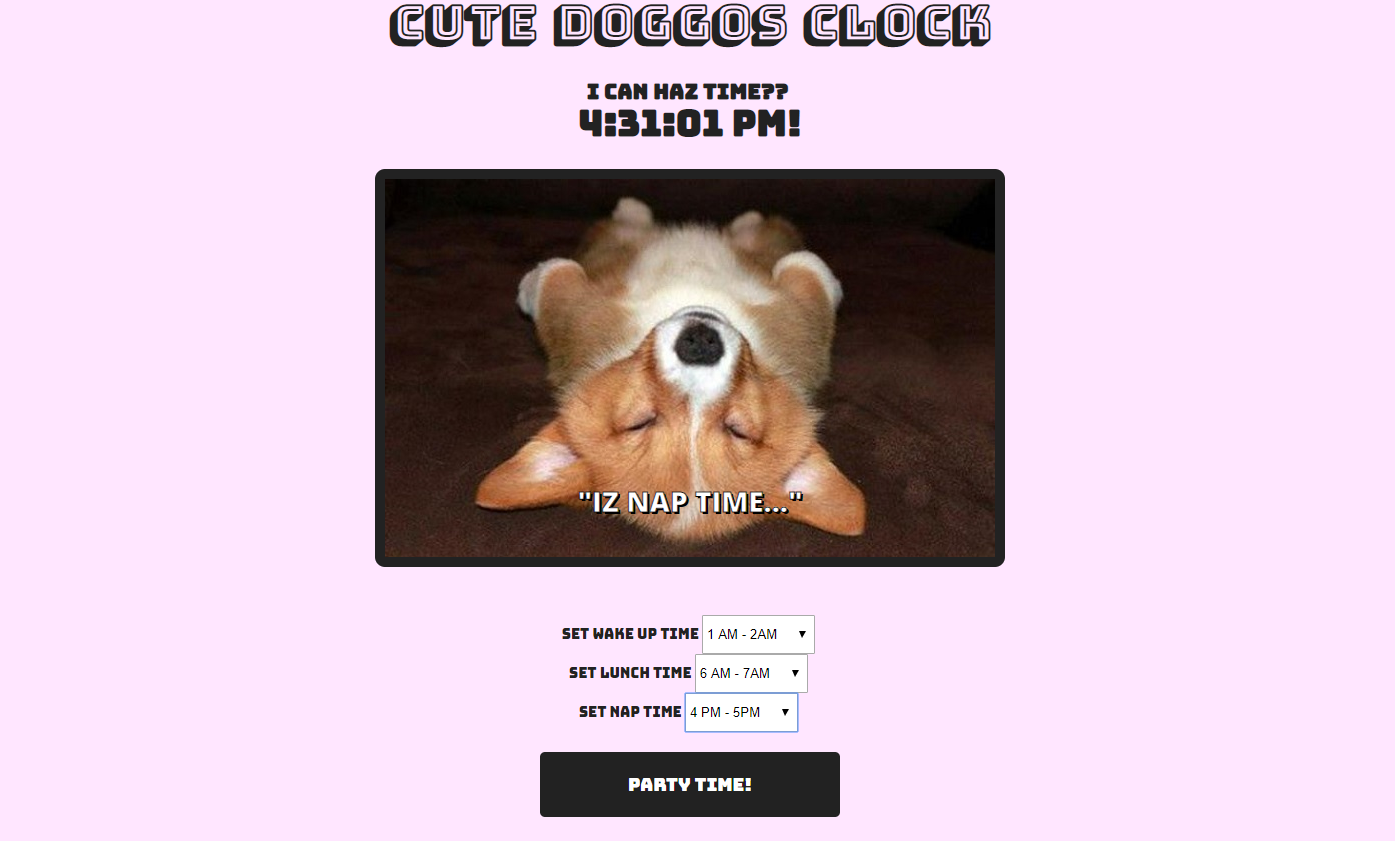 CUTE DOGGOS CLOCK
I CAN HAZ TIME??
4:31:01 PM!
"IZ NAP TIME..."
SET WAKE UP TIME 1 AM - 2AM
SET LUNCH TIME 6 AM - 7AM
SET NAP TIME 4 PM - 5PM
PARTY TIME!